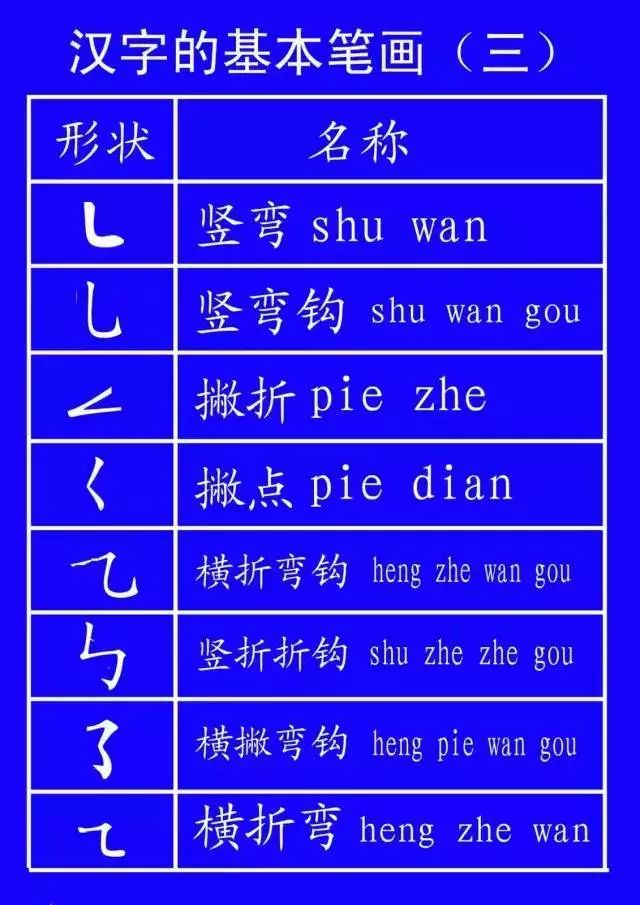 汉字的基本笔画（三）
形状 名称
㇄ 竖弯 shu wan
乚 竖弯钩 shu wan gou
㇜ 撇折 pie zhe
㇛ 撇点 pie dian
⺄ 横折弯钩 heng zhe wan gou
㇉ 竖折折钩 shu zhe zhe gou
㇌ 横撇弯钩 heng pie wan gou
㇍ 横折弯 heng zhe wan